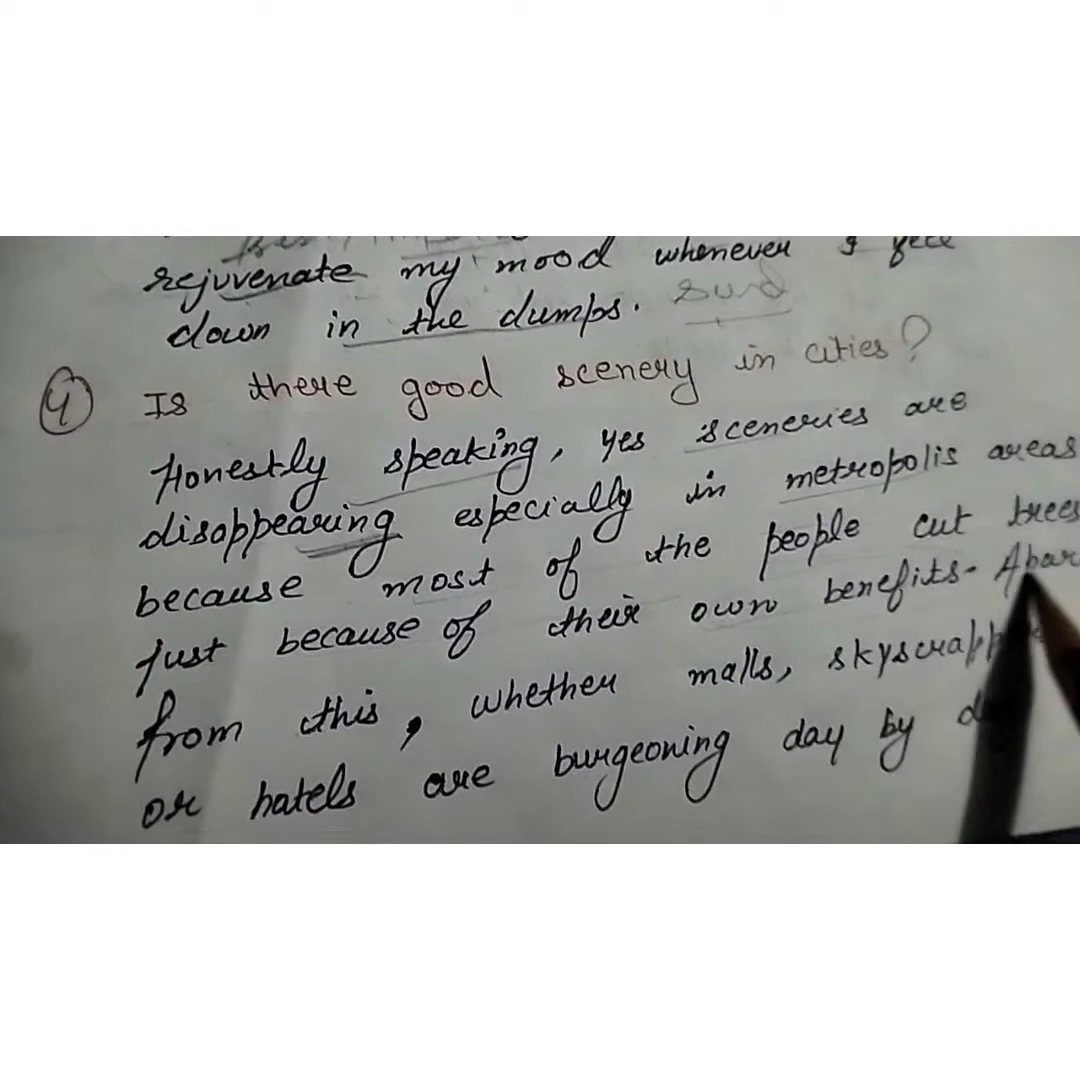 rejuvenate my mood whenever I feel
down in the dumps. Sad
④ Is there good scenery in cities?
Honestly speaking, yes sceneries are
disappearing especially in metropolis areas
because most of the people cut trees
just because of their own benefits. Apar
from this, whether malls, skyscrapp
or hotels are burgeoning day by d